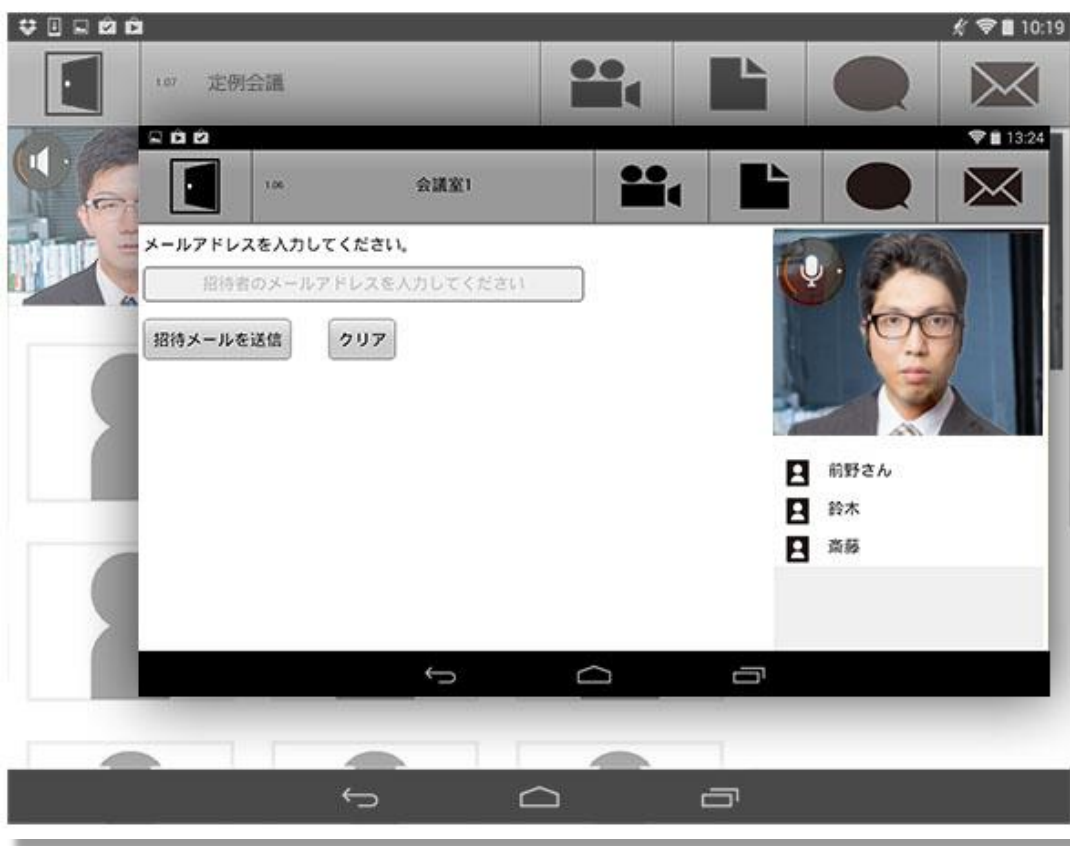 10:19
1.07 定例会議
13:24
1.06 会議室1
メールアドレスを入力してください。
招待者のメールアドレスを入力してください
招待メールを送信 クリア
前野さん
鈴木
斎藤